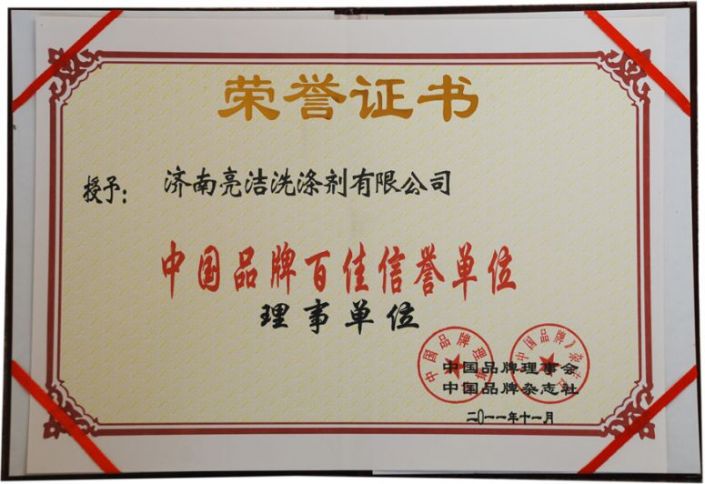 荣誉证书
授予：济南亮洁洗涤剂有限公司
中国品牌百佳信誉单位
理事单位
中国品牌理事会
中国品牌杂志社
二〇一一年十一月